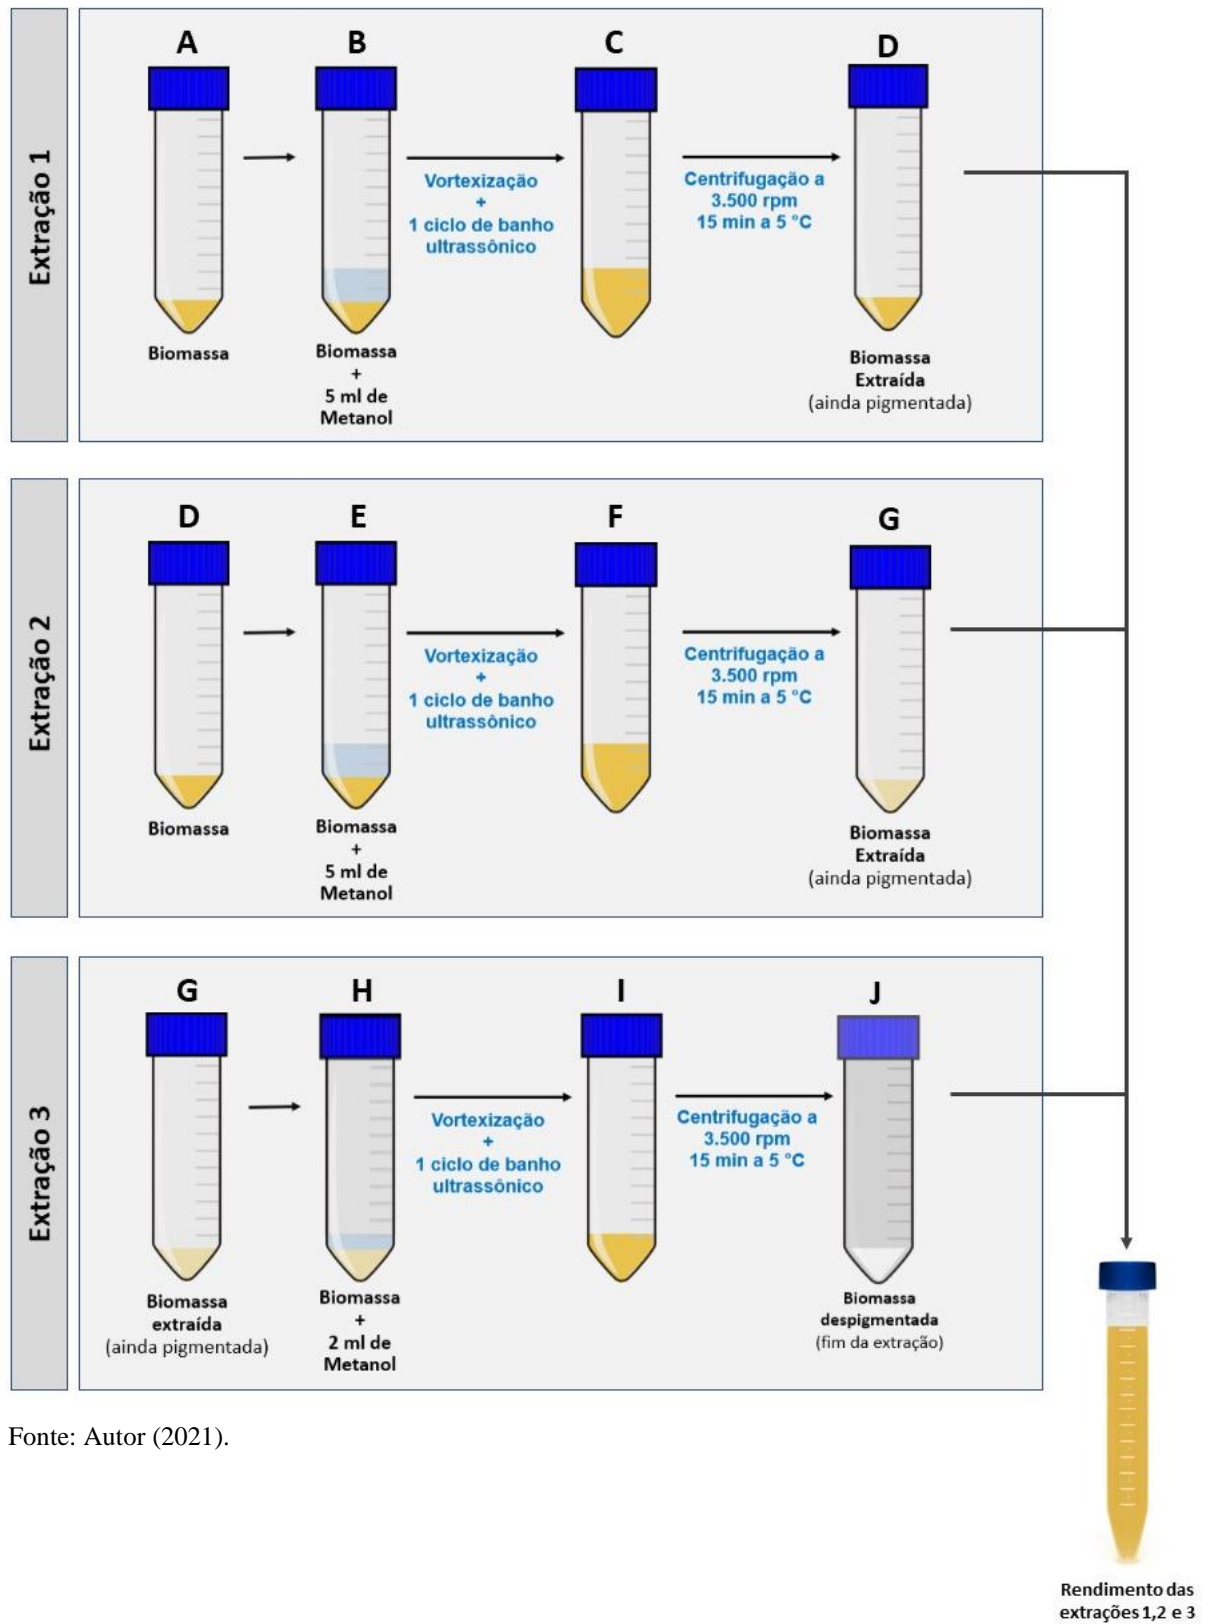 Extração 1
A
B
C
D
Vortexização
+
1 ciclo de banho
ultrassônico
Centrifugação a
3.500 rpm
15 min a 5 °C
Biomassa
Biomassa
+
5 ml de
Metanol
Biomassa
Extraída
(ainda pigmentada)
Extração 2
D
E
F
G
Vortexização
+
1 ciclo de banho
ultrassônico
Centrifugação a
3.500 rpm
15 min a 5 °C
Biomassa
Biomassa
+
5 ml de
Metanol
Biomassa
Extraída
(ainda pigmentada)
Extração 3
G
H
I
J
Vortexização
+
1 ciclo de banho
ultrassônico
Centrifugação a
3.500 rpm
15 min a 5 °C
Biomassa
extraída
(ainda pigmentada)
Biomassa
+
2 ml de
Metanol
Biomassa
despigmentada
(fim da extração)
Fonte: Autor (2021).
Rendimento das
extrações 1,2 e 3